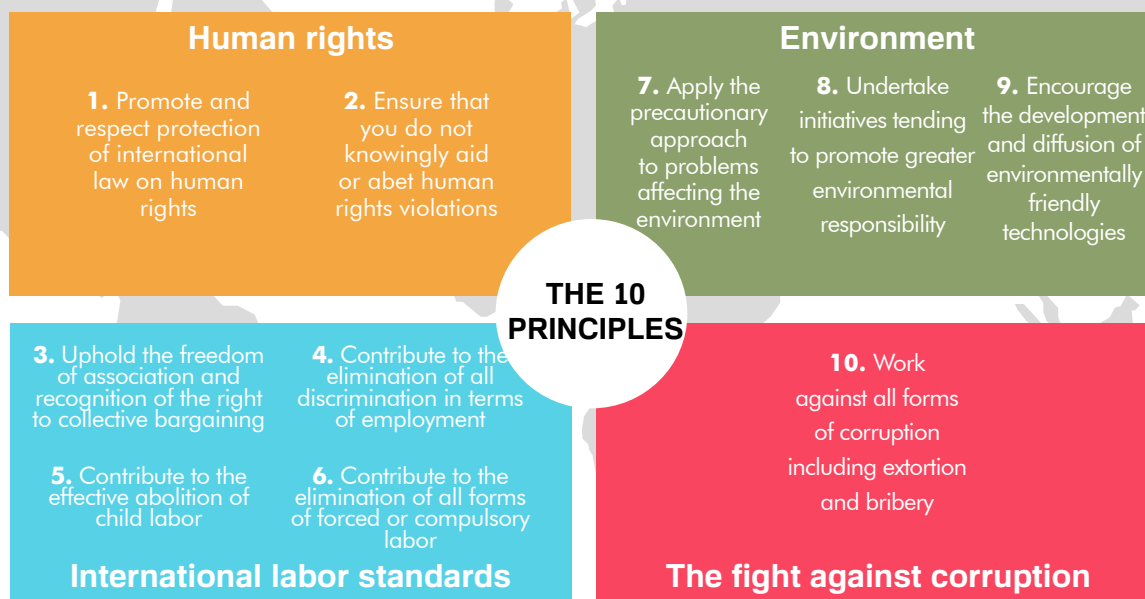 Human rights
1. Promote and
respect protection
of international
law on human
rights
2. Ensure that
you do not
knowingly aid
or abet human
rights violations
Environment
7. Apply the
precautionary
approach
to problems
affecting the
environment
8. Undertake
initiatives tending
to promote greater
environmental
responsibility
9. Encourage
the development
and diffusion of
environmentally
friendly
technologies
THE 10
PRINCIPLES
3. Uphold the freedom
of association and
recognition of the right
to collective bargaining
4. Contribute to the
elimination of all
discrimination in terms
of employment
5. Contribute to the
effective abolition of
child labor
6. Contribute to the
elimination of all forms
of forced or compulsory
labor
International labor standards
10. Work
against all forms
of corruption
including extortion
and bribery
The fight against corruption